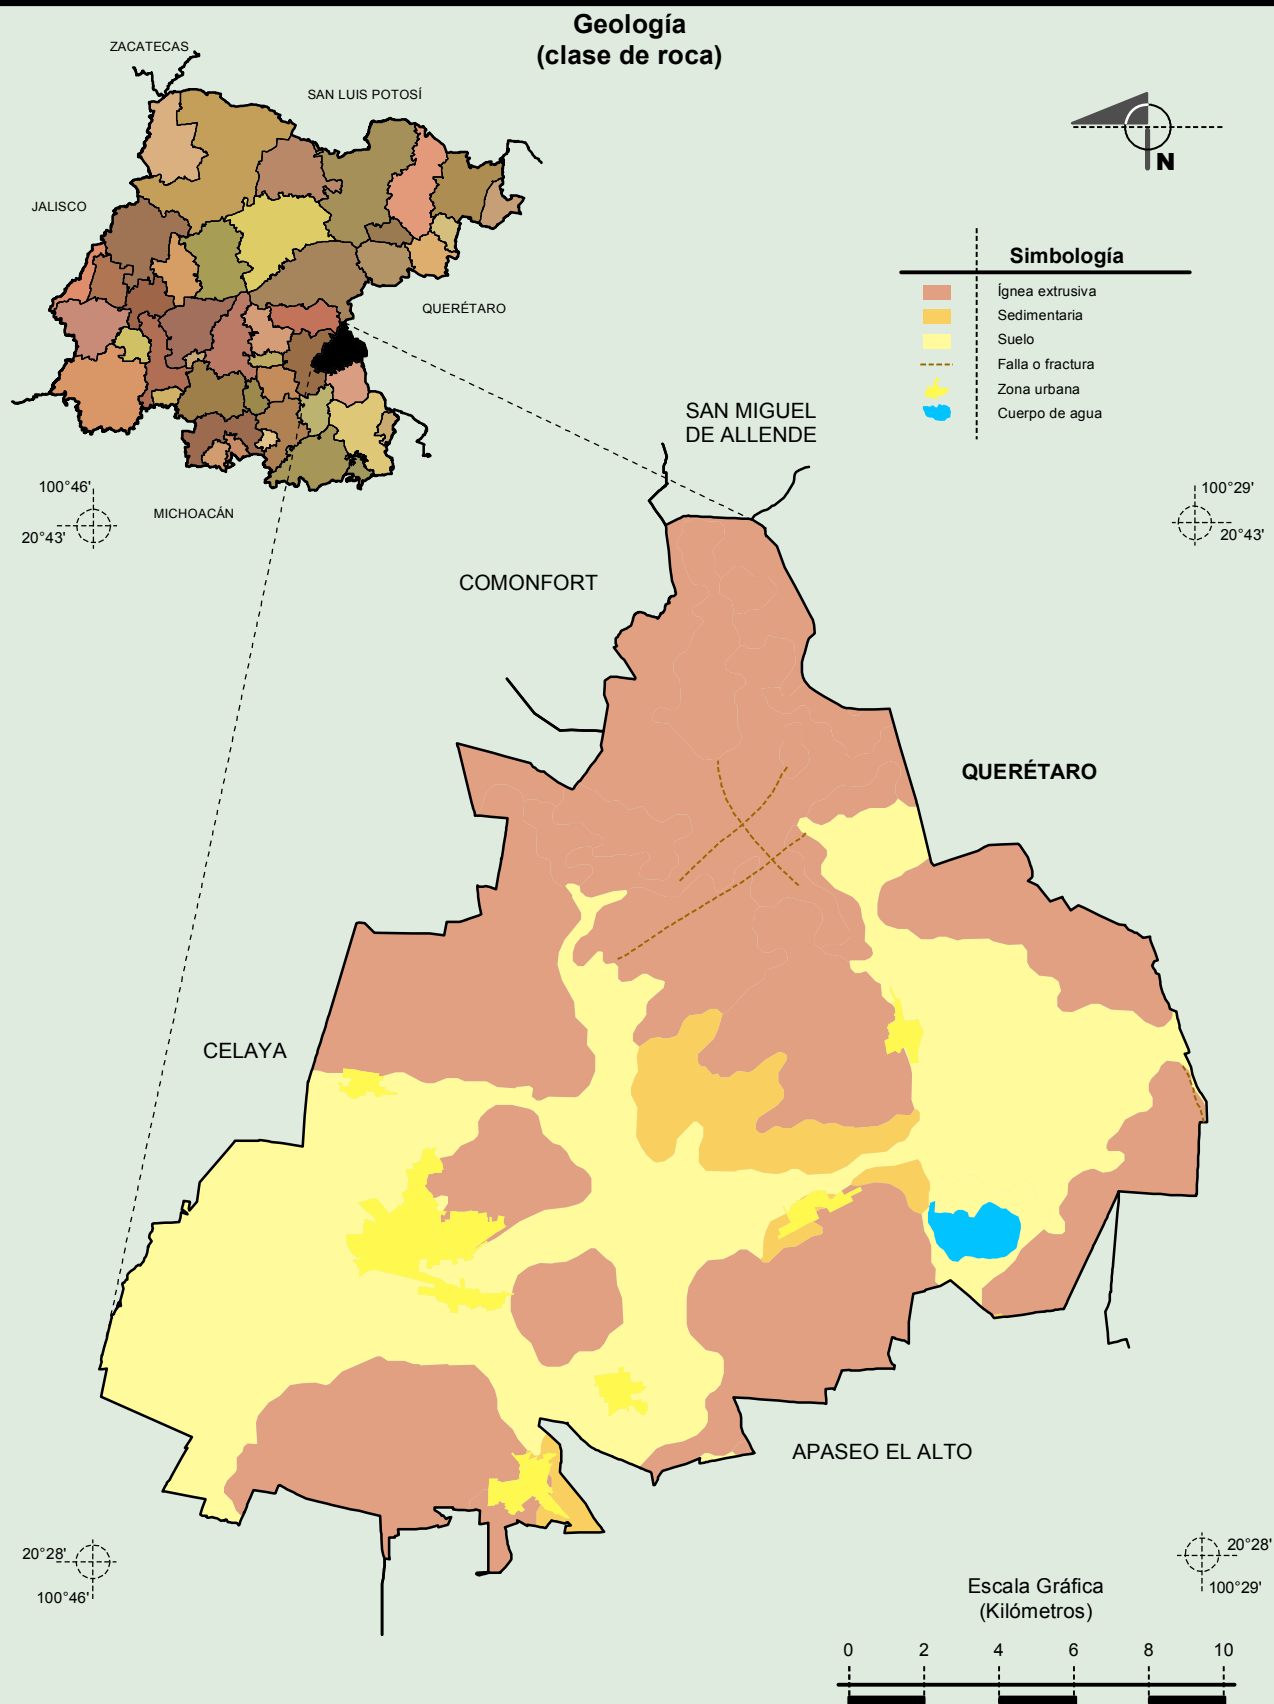 Geología
(clase de roca)
ZACATECAS
SAN LUIS POTOSÍ
JALISCO
QUERÉTARO
MICHOACÁN
N
Simbología
Ígnea extrusiva
Sedimentaria
Suelo
Falla o fractura
Zona urbana
Cuerpo de agua
100°46'
20°43'
100°29'
20°43'
SAN MIGUEL
DE ALLENDE
COMONFORT
QUERÉTARO
CELAYA
APASEO EL ALTO
20°28'
100°46'
20°28'
100°29'
Escala Gráfica
(Kilómetros)
0 2 4 6 8 10